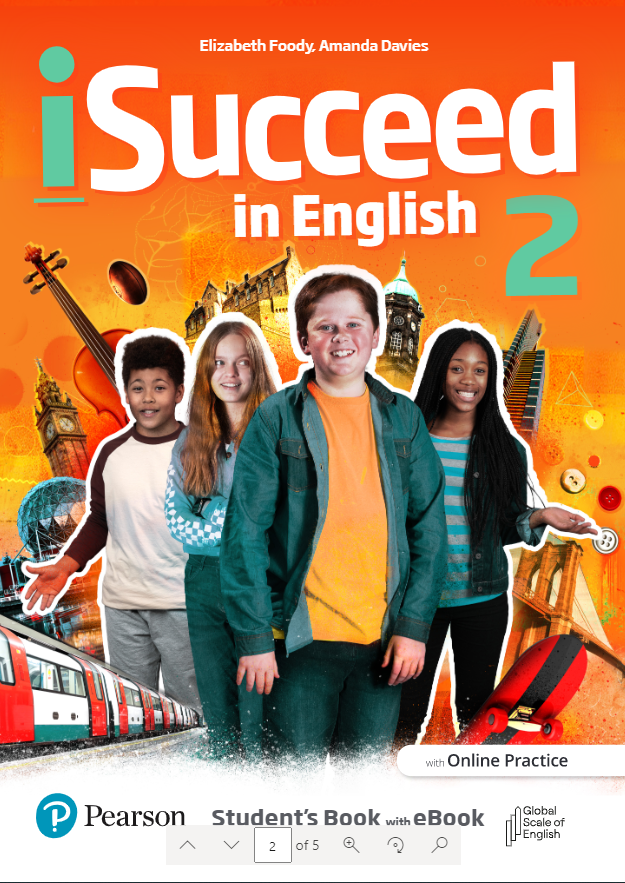 Elizabeth Foody, Amanda Davies
iSucceed
in English 2
with Online Practice
Pearson
Student's Book with eBook
Global
Scale of
English
2 of 5